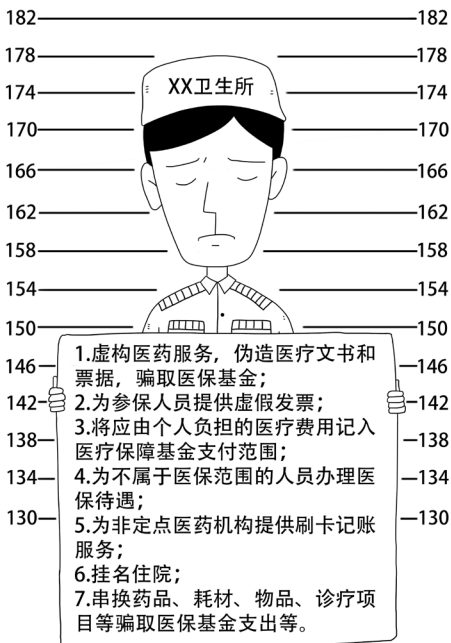 182 182
178 178
XX卫生所
174 174
170 170
166 166
162 162
158 158
154 154
150 150
146 146
142 142
138 138
134 134
130 130
1.虚构医药服务，伪造医疗文书和
票据，骗取医保基金；
2.为参保人员提供虚假发票；
3.将应由个人负担的医疗费用记入
医疗保障基金支付范围；
4.为不属于医保范围的人员办理医
保待遇；
5.为非定点医药机构提供刷卡记账
服务；
6.挂名住院；
7.串换药品、耗材、物品、诊疗项
目等骗取医保基金支出等。